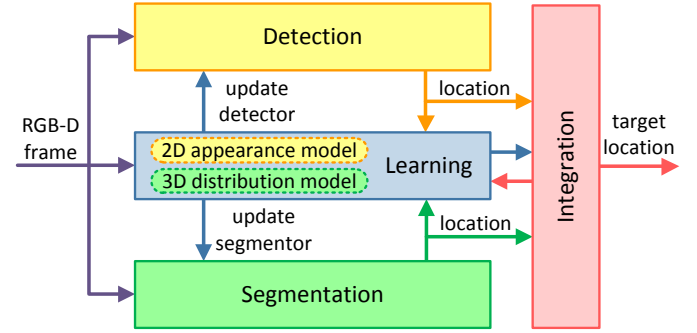 Detection
update
detector
location
RGB-D
frame
2D appearance model
3D distribution model
Learning
Integration
target
location
update
segmentor
location
Segmentation